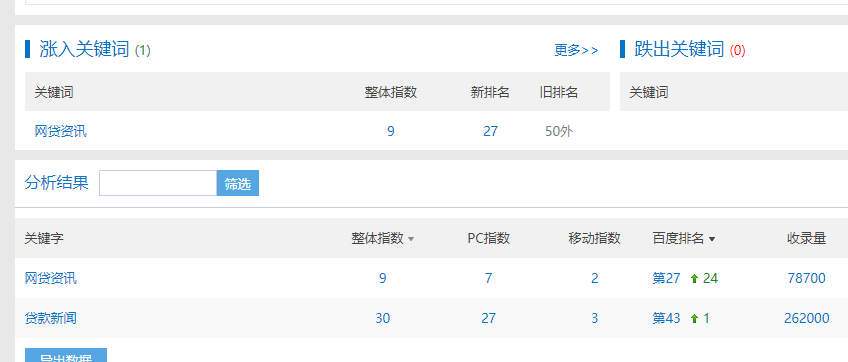 涨入关键词 (1) 更多>> 跌出关键词 (0)
关键词 整体指数 新排名 旧排名 关键词
网贷资讯 9 27 50外
分析结果 筛选
关键字 整体指数 PC指数 移动指数 百度排名 收录量
网贷资讯 9 7 2 第27 24 78700
贷款新闻 30 27 3 第43 1 262000
导出数据